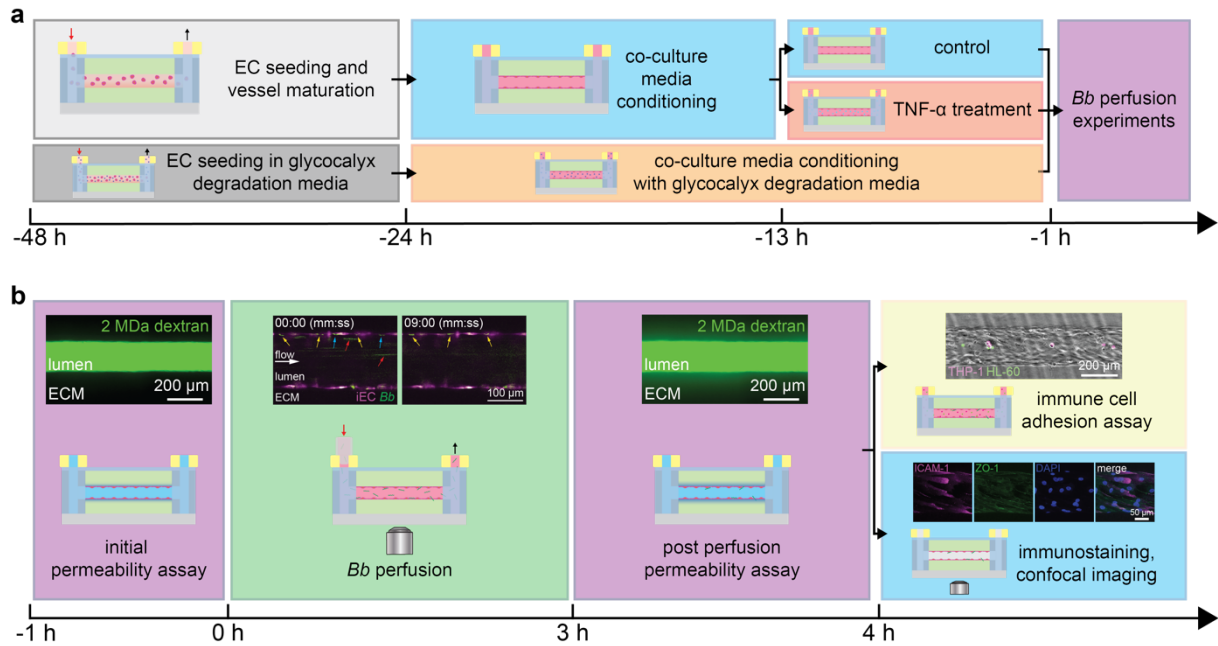 a
EC seeding and
vessel maturation
co-culture
media
conditioning
control
TNF-α treatment
Bb perfusion
experiments
EC seeding in glycocalyx
degradation media
co-culture media conditioning
with glycocalyx degradation media
-48 h
-24 h
-13 h
-1 h
b
2 MDa dextran
lumen
ECM
200 μm
initial
permeability assay
00:00 (mm:ss)
flow
lumen
ECM
iEC Bb
09:00 (mm:ss)
100 μm
Bb perfusion
2 MDa dextran
lumen
ECM
200 μm
post perfusion
permeability assay
THP-1 HL-60
200 μm
immune cell
adhesion assay
ICAM-1
ZO-1
DAPI
merge
50 μm
immunostaining,
confocal imaging
-1 h
0 h
3 h
4 h